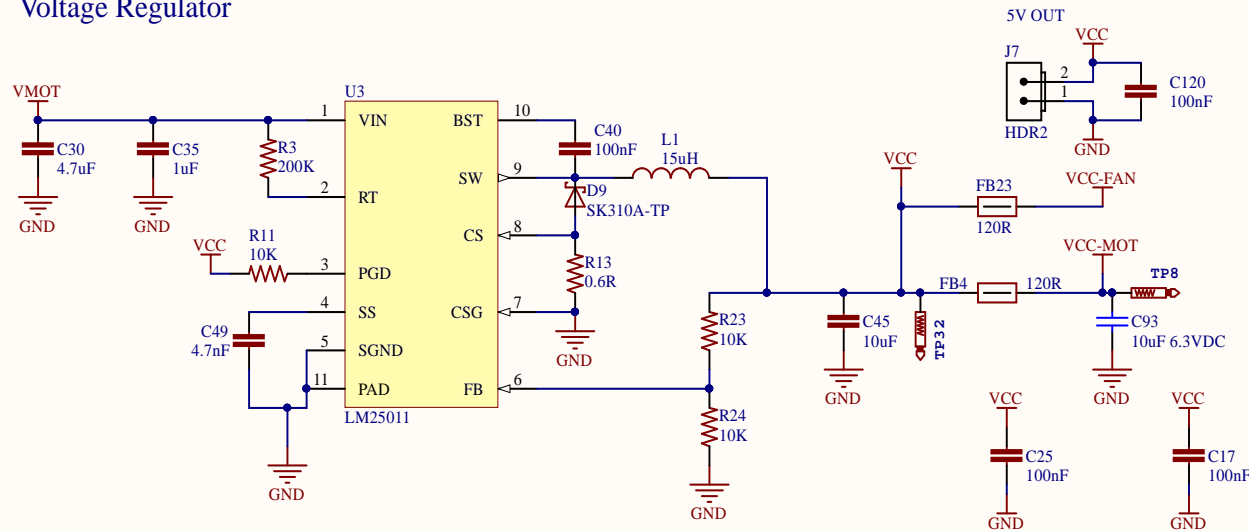 Voltage Regulator
5V OUT
VCC
J7
2
1
HDR2
C120
100nF
GND
VMOT
C30
4.7uF
GND
C35
1uF
GND
R3
200K
VCC
R11
10K
C49
4.7nF
GND
U3
1
VIN
2
RT
3
PGD
4
SS
5
SGND
11
PAD
LM25011
BST
10
SW
9
CS
8
CSG
7
FB
6
C40
100nF
L1
15uH
D9
SK310A-TP
R13
0.6R
GND
R23
10K
R24
10K
GND
C45
10uF
GND
TP32
VCC
FB23
120R
VCC-FAN
VCC-MOT
FB4
120R
TP8
C93
10uF 6.3VDC
GND
VCC
C25
100nF
GND
VCC
C17
100nF
GND